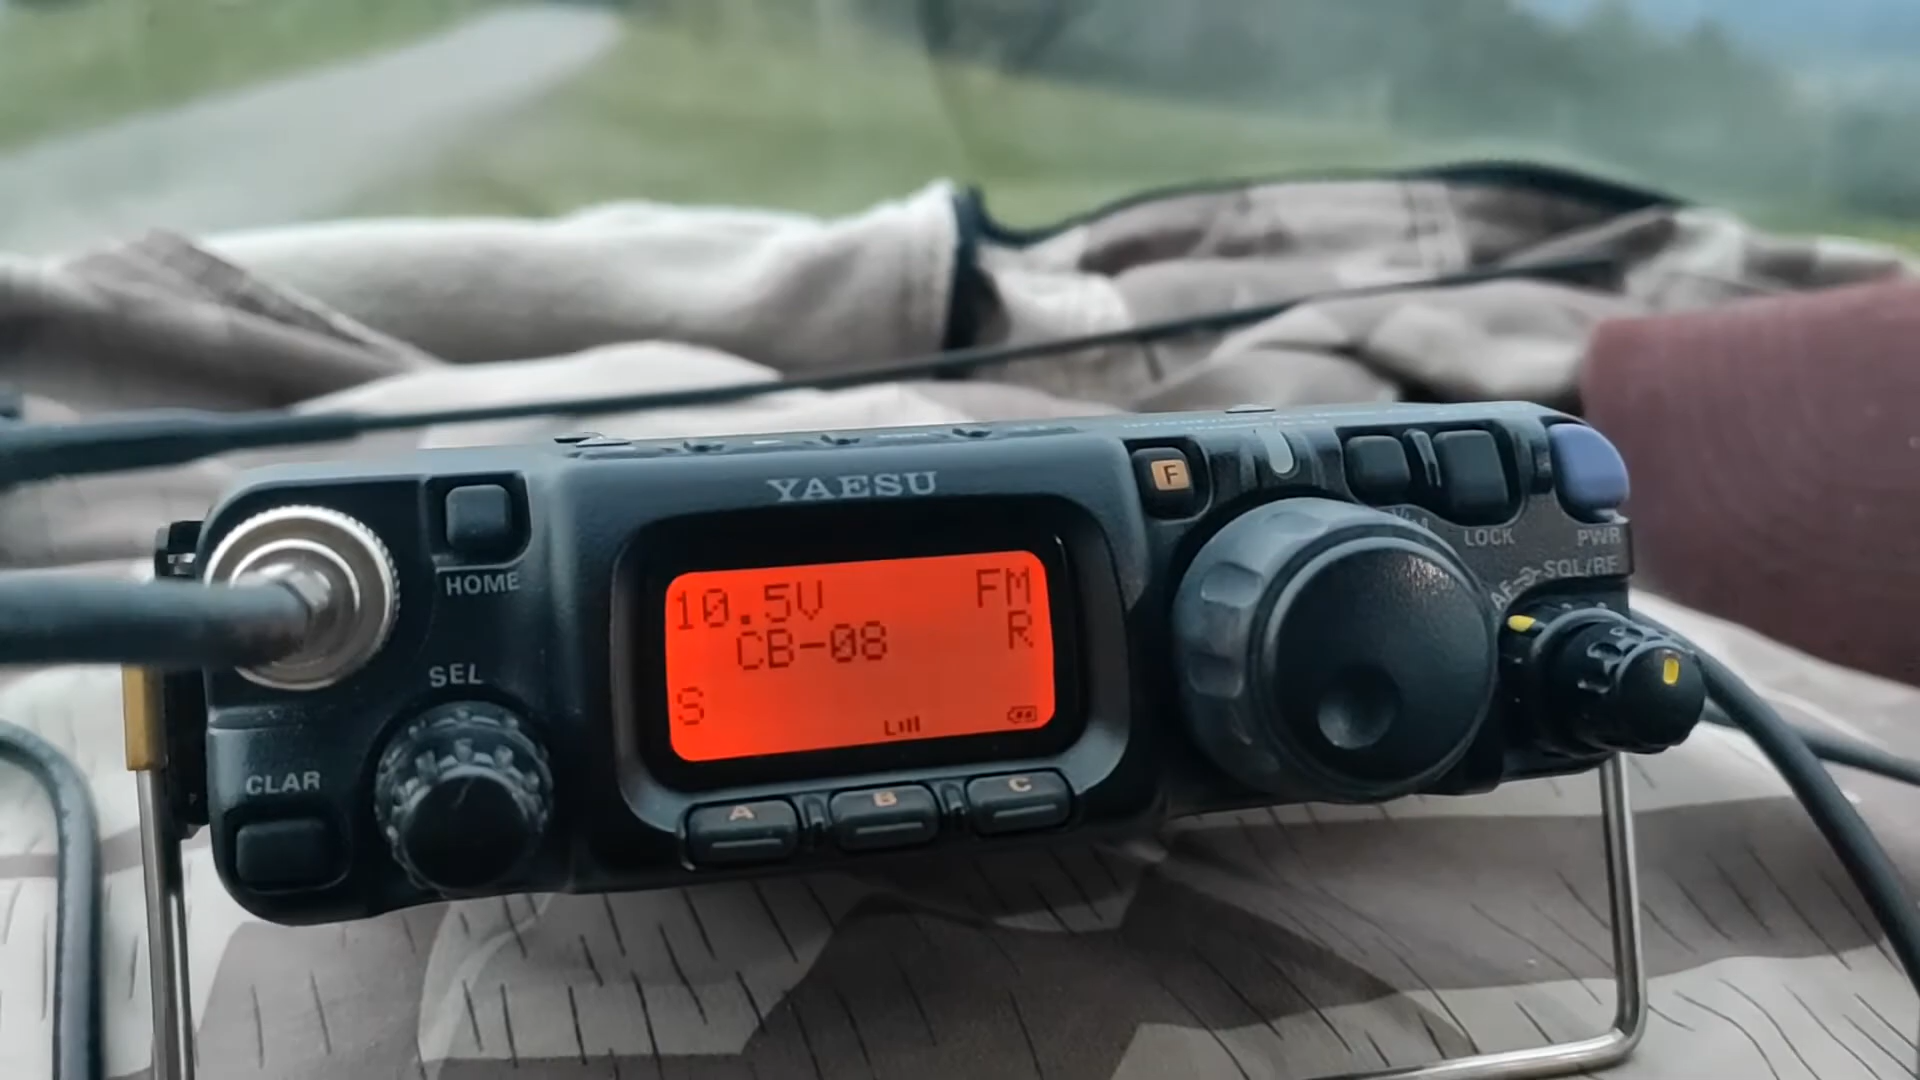 YAESU
F
HOME
LOCK
PWR
AF
SQL/RF
10.5V FM
CB-08 R
S
SEL
CLAR
A B C